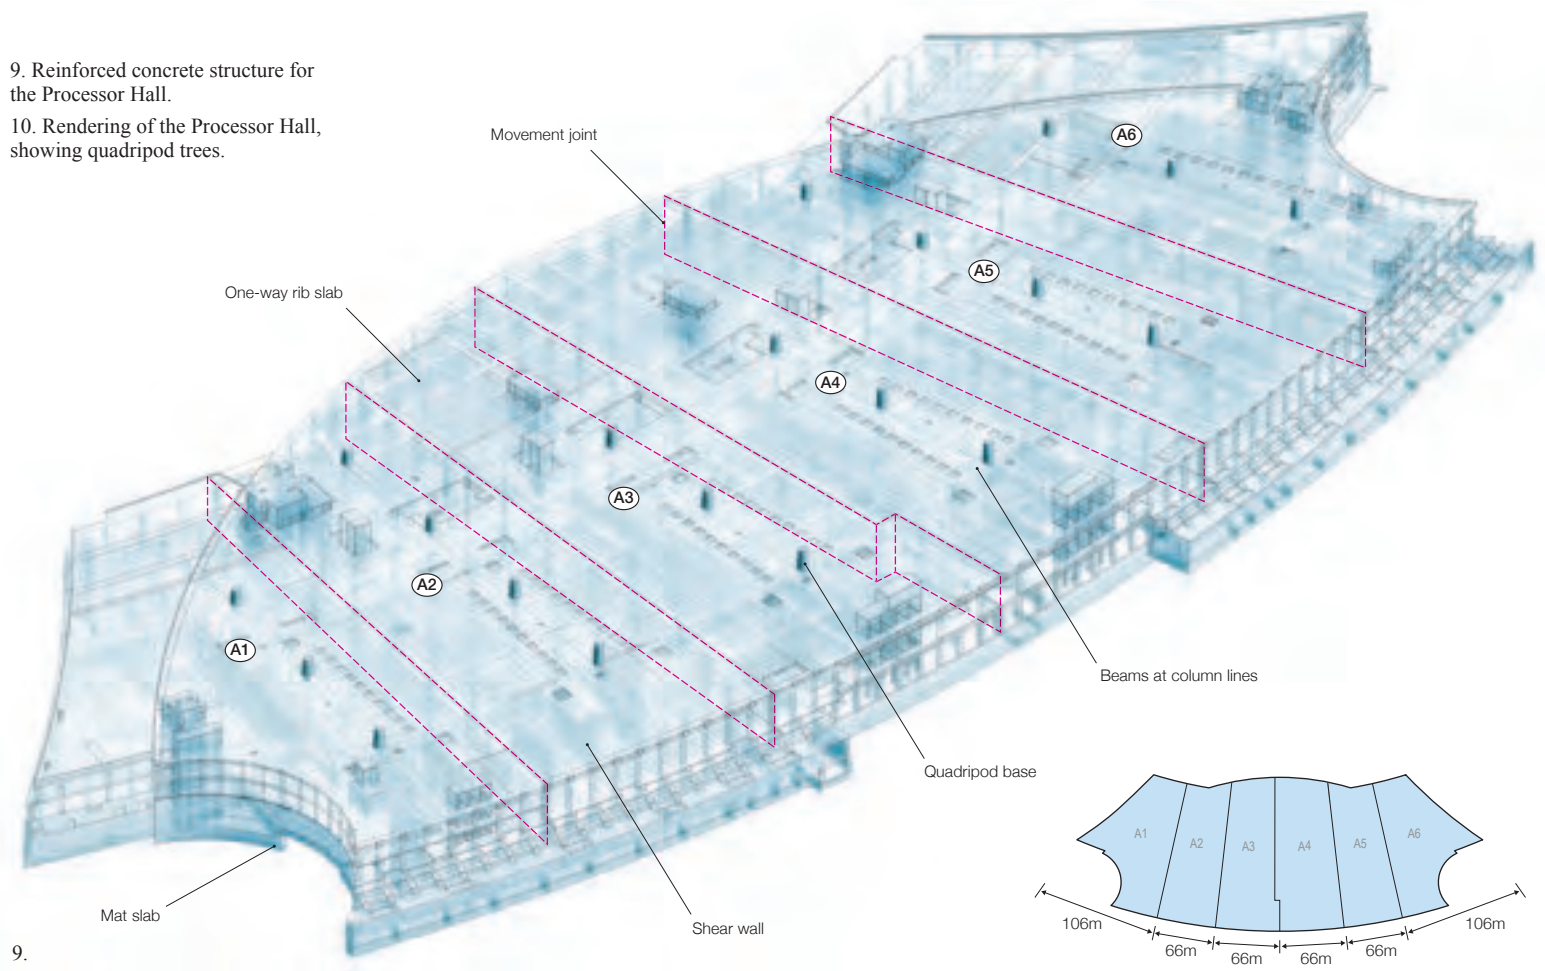 9. Reinforced concrete structure for
the Processor Hall.
10. Rendering of the Processor Hall,
showing quadripod trees.
Movement joint
One-way rib slab
A6
A5
A4
A3
A2
A1
Beams at column lines
Quadripod base
Shear wall
Mat slab
A1
A2
A3
A4
A5
A6
106m
66m
66m
66m
66m
106m
9.